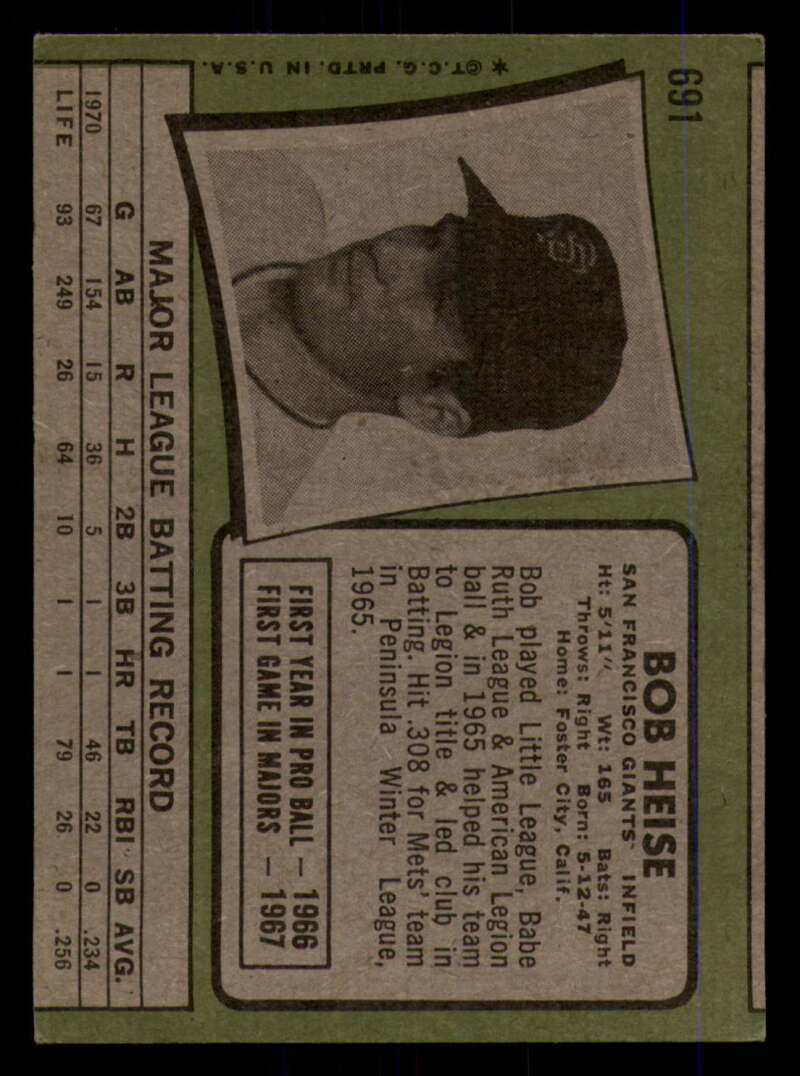 691
* ©T.C.G. PRTD. IN U.S.A.
SF
BOB HEISE
SAN FRANCISCO GIANTS INFIELD
Ht: 5'11" Wt: 165 Bats: Right
Throws: Right Born: 5-12-47
Home: Foster City, Calif.
Bob played Little League, Babe
Ruth League & American Legion
ball & in 1965 helped his team
to Legion title & led club in
Batting. Hit .308 for Mets' team
in Peninsula Winter League,
1965.
FIRST YEAR IN PRO BALL — 1966
FIRST GAME IN MAJORS — 1967
MAJOR LEAGUE BATTING RECORD
G AB R H 2B 3B HR TB RBI SB AVG.
1970 67 154 15 36 5 1 1 46 22 0 .234
LIFE 93 249 26 64 10 1 1 79 26 0 .256